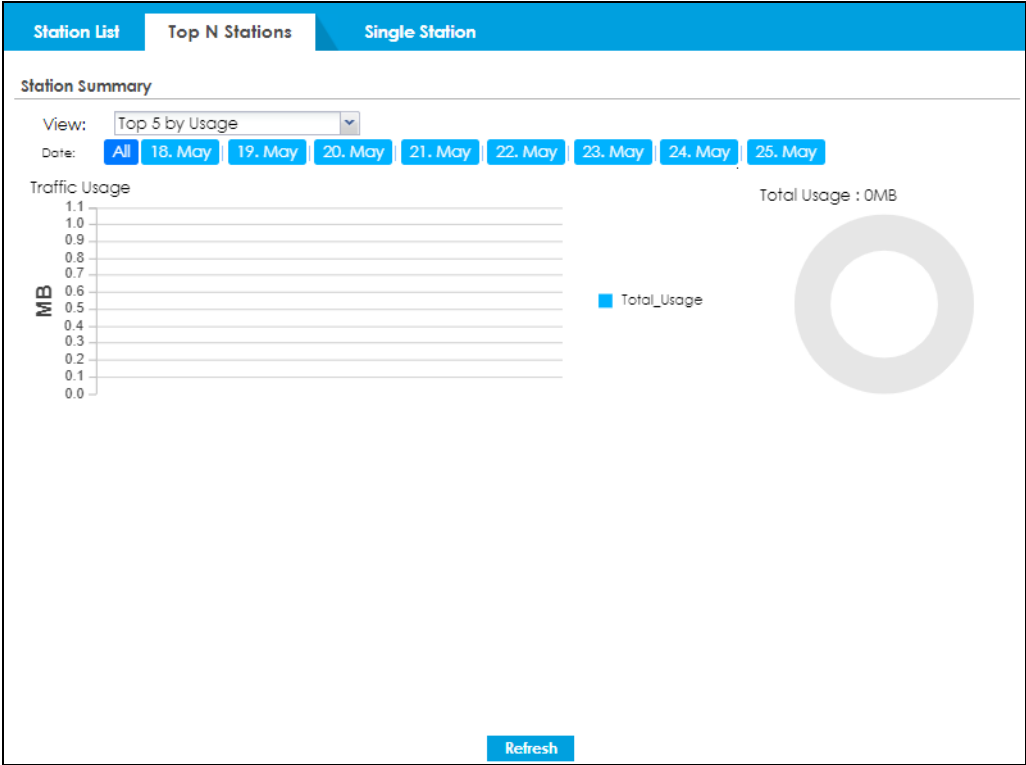 Station List Top N Stations Single Station
Station Summary
View: Top 5 by Usage
Date: All 18. May 19. May 20. May 21. May 22. May 23. May 24. May 25. May
Traffic Usage
Total Usage : 0MB
1.1
1.0
0.9
0.8
0.7
0.6
0.5
0.4
0.3
0.2
0.1
0.0
MB
Total_Usage
Refresh